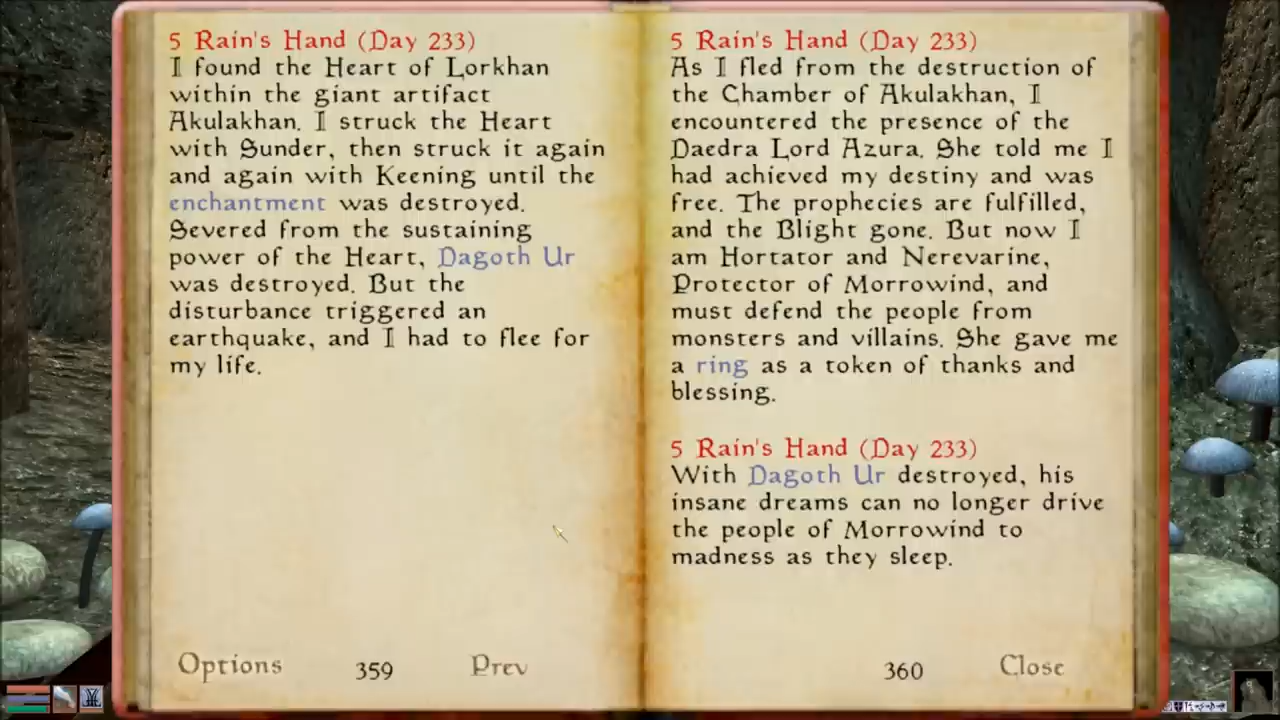 5 Rain's Hand (Day 233)
I found the Heart of Lorkhan
within the giant artifact
Akulakhan. I struck the Heart
with Sunder, then struck it again
and again with Keening until the
enchantment was destroyed.
Severed from the sustaining
power of the Heart, Dagoth Ur
was destroyed. But the
disturbance triggered an
earthquake, and I had to flee for
my life.
Options
359
Prev
5 Rain's Hand (Day 233)
As I fled from the destruction of
the Chamber of Akulakhan, I
encountered the presence of the
Daedra Lord Azura. She told me I
had achieved my destiny and was
free. The prophecies are fulfilled,
and the Blight gone. But now I
am Hortator and Nerevarine,
Protector of Morrowind, and
must defend the people from
monsters and villains. She gave me
a ring as a token of thanks and
blessing.
5 Rain's Hand (Day 233)
With Dagoth Ur destroyed, his
insane dreams can no longer drive
the people of Morrowind to
madness as they sleep.
360
Close